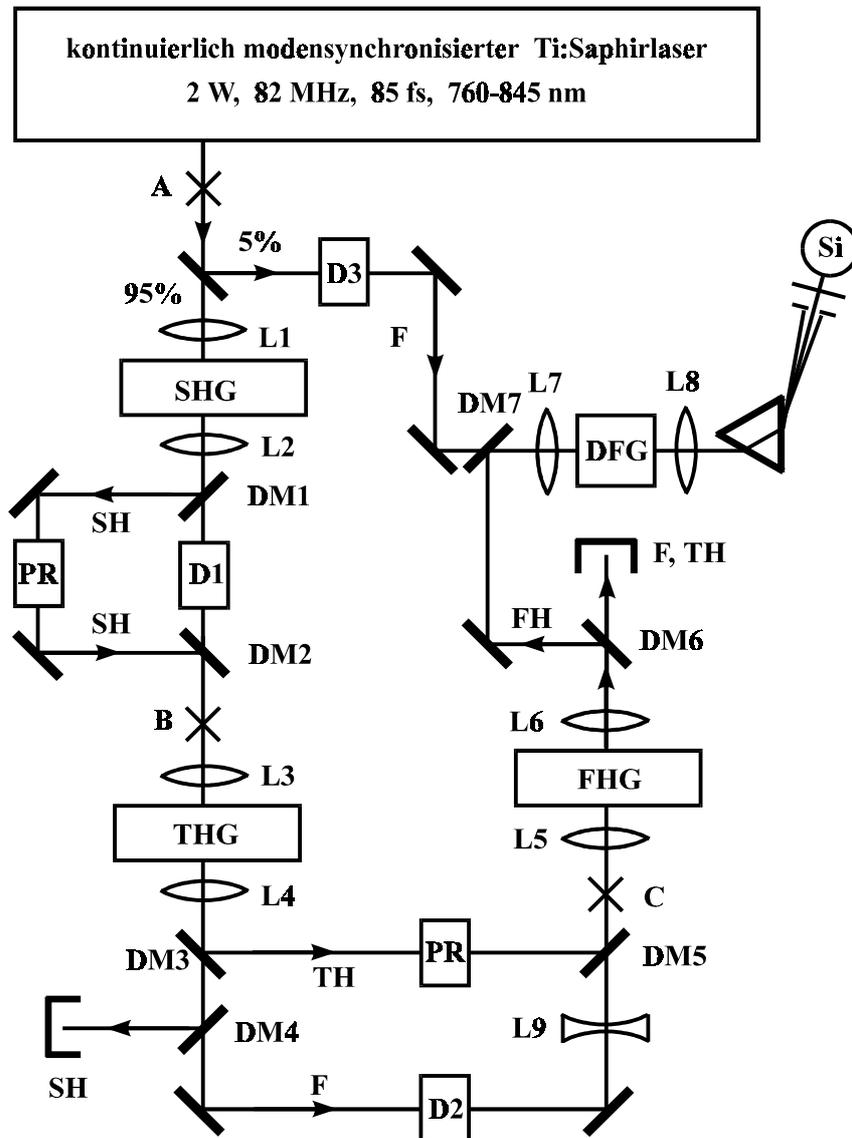 kontinuierlich modensynchronisierter Ti:Saphirlaser
2 W, 82 MHz, 85 fs, 760-845 nm
A
5%
D3
Si
95%
L1
F
SHG
L7
L8
DM7
L2
DFG
DM1
SH
PR
D1
F, TH
SH
FH
DM6
DM2
B
L6
L3
FHG
THG
L5
L4
C
DM3
PR
DM5
TH
DM4
L9
SH
F
D2